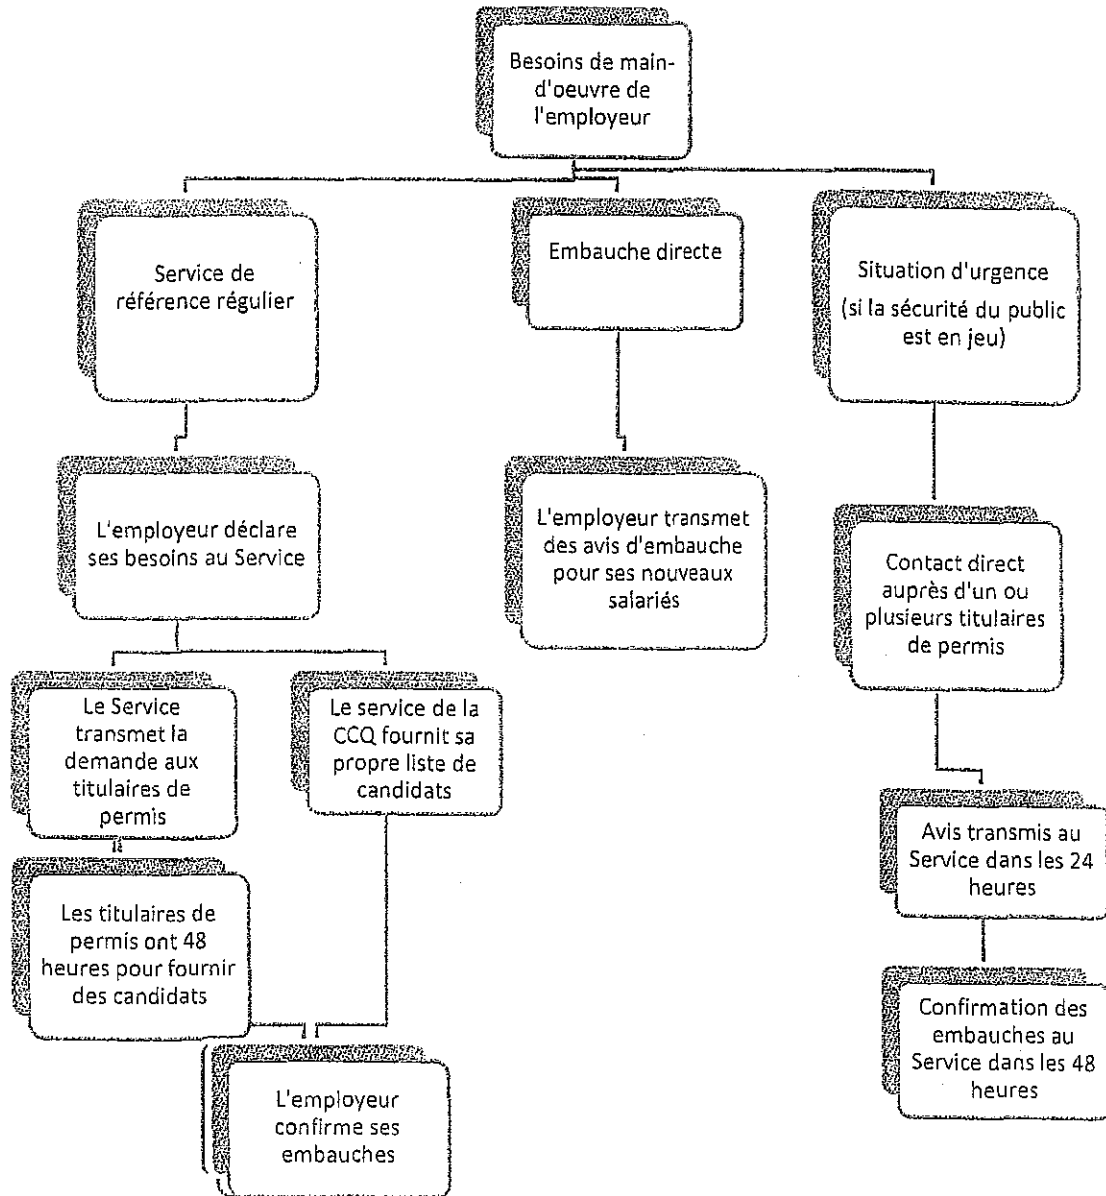 Besoins de main-
d'oeuvre de
l'employeur
Service de
référence régulier
Embauche directe
Situation d'urgence
(si la sécurité du public
est en jeu)
L'employeur déclare
ses besoins au Service
L'employeur transmet
des avis d'embauche
pour ses nouveaux
salariés
Contact direct
auprès d'un ou
plusieurs titulaires
de permis
Le Service
transmet la
demande aux
titulaires de
permis
Le service de la
CCQ fournit sa
propre liste de
candidats
Avis transmis au
Service dans les 24
heures
Les titulaires de
permis ont 48
heures pour fournir
des candidats
Confirmation des
embauches au
Service dans les 48
heures
L'employeur
confirme ses
embauches